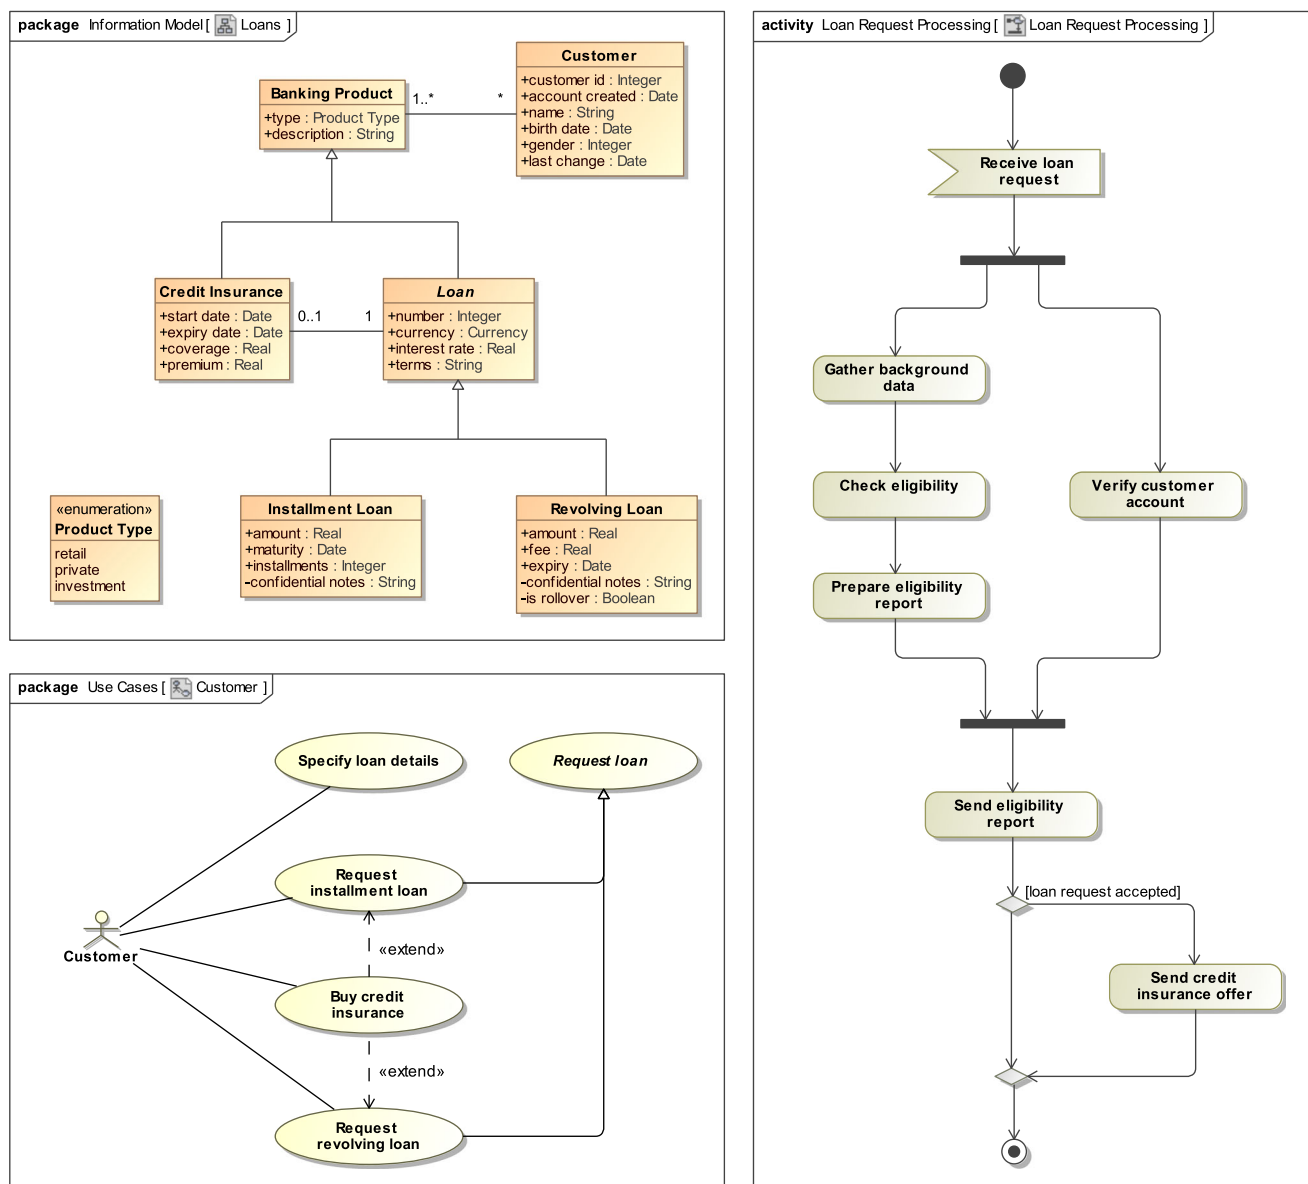 package Information Model [ Loans ]
Customer
+customer id : Integer
+account created : Date
+name : String
+birth date : Date
+gender : Integer
+last change : Date
Banking Product
+type : Product Type
+description : String
1..*
*
Credit Insurance
+start date : Date
+expiry date : Date
+coverage : Real
+premium : Real
0..1
1
Loan
+number : Integer
+currency : Currency
+interest rate : Real
+terms : String
«enumeration»
Product Type
retail
private
investment
Installment Loan
+amount : Real
+maturity : Date
+installments : Integer
-confidential notes : String
Revolving Loan
+amount : Real
+fee : Real
+expiry : Date
-confidential notes : String
-is rollover : Boolean
package Use Cases [ Customer ]
Specify loan details
Request loan
Request
installment loan
«extend»
Customer
Buy credit
insurance
«extend»
Request
revolving loan
activity Loan Request Processing [ Loan Request Processing ]
Receive loan
request
Gather background
data
Check eligibility
Verify customer
account
Prepare eligibility
report
Send eligibility
report
[loan request accepted]
Send credit
insurance offer